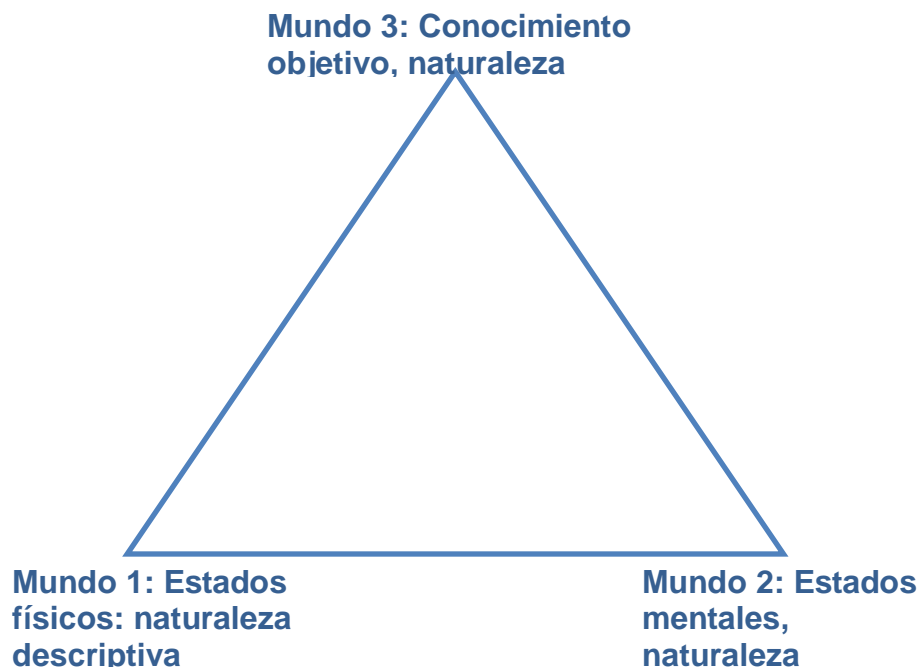 Mundo 3: Conocimiento
objetivo, naturaleza
Mundo 1: Estados
físicos: naturaleza
descriptiva
Mundo 2: Estados
mentales,
naturaleza